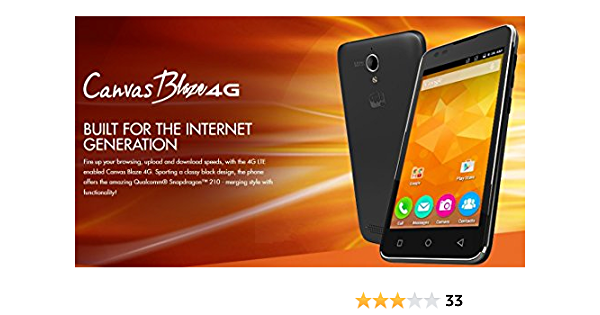 Canvas Blaze 4G
BUILT FOR THE INTERNET
GENERATION
Fire up your browsing, upload and download speeds, with the 4G LTE
enabled Canvas Blaze 4G. Sporting a classy black design, the phone
offers the amazing Qualcomm® Snapdragon™ 210 - merging style with
functionality!
Google
Play Store
Call
Messages
Camera
Contacts
33